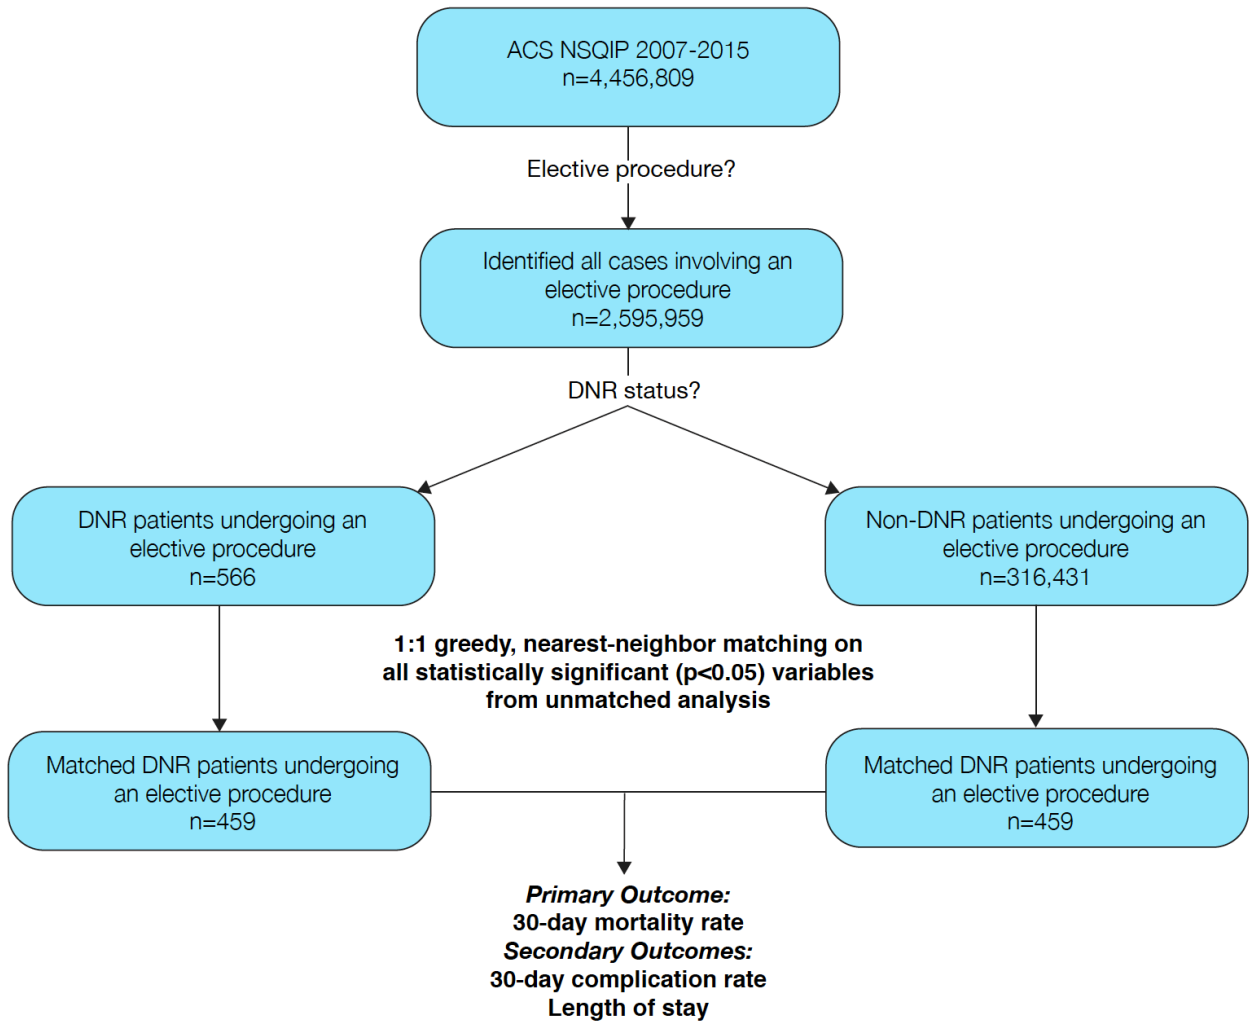 ACS NSQIP 2007-2015
n=4,456,809
Elective procedure?
Identified all cases involving an
elective procedure
n=2,595,959
DNR status?
DNR patients undergoing an
elective procedure
n=566
Non-DNR patients undergoing an
elective procedure
n=316,431
1:1 greedy, nearest-neighbor matching on
all statistically significant (p<0.05) variables
from unmatched analysis
Matched DNR patients undergoing
an elective procedure
n=459
Matched DNR patients undergoing
an elective procedure
n=459
Primary Outcome:
30-day mortality rate
Secondary Outcomes:
30-day complication rate
Length of stay